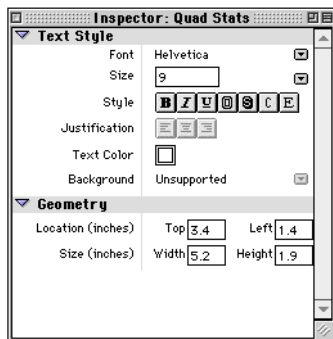 Inspector: Quad Stats
Text Style
Font Helvetica
Size 9
Style B I U O S C E
Justification
Text Color
Background Unsupported
Geometry
Location (inches) Top 3.4 Left 1.4
Size (inches) Width 5.2 Height 1.9